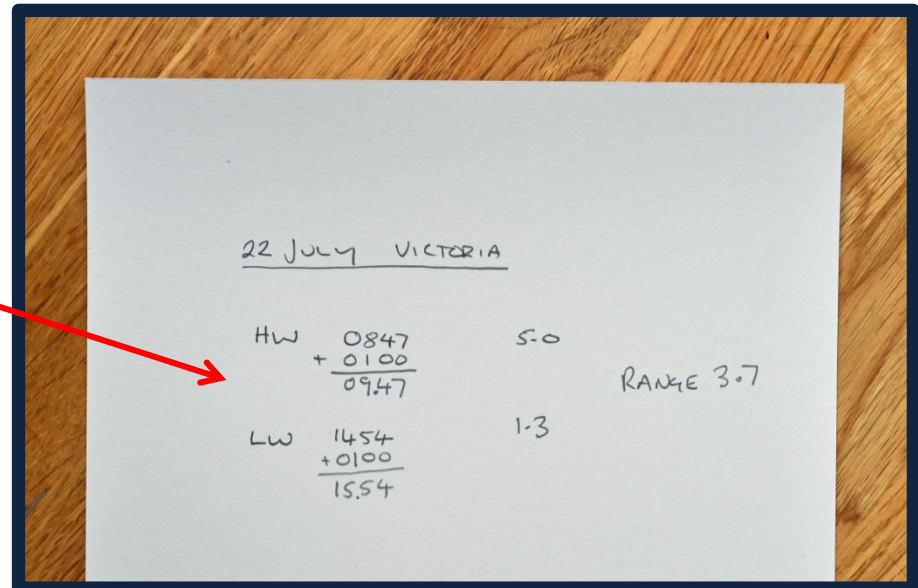 22 JULY VICTORIA
HW 0847 5.0
+ 0100
09.47 RANGE 3.7
LW 1454 1.3
+0100
15.54